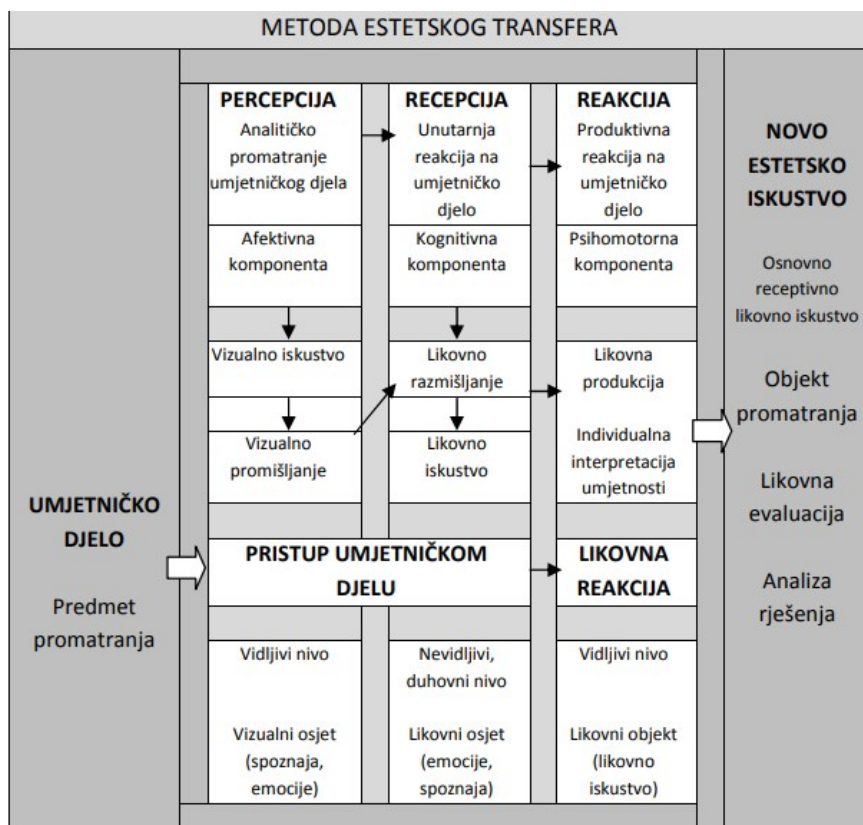 METODA ESTETSKOG TRANSFERA
UMJETNIČKO
DJELO
Predmet
promatranja
PERCEPCIJA
Analitičko
promatranje
umjetničkog djela
Afektivna
komponenta
Vizualno iskustvo
Vizualno
promišljanje
RECEPCIJA
Unutarnja
reakcija na
umjetničko
djelo
Kognitivna
komponenta
Likovno
razmišljanje
Likovno
iskustvo
REAKCIJA
Produktivna
reakcija na
umjetničko
djelo
Psihomotorna
komponenta
Likovna
produkcija
Individualna
interpretacija
umjetnosti
PRISTUP UMJETNIČKOM
DJELU
LIKOVNA
REAKCIJA
Vidljivi nivo
Vizualni osjet
(spoznaja,
emocije)
Nevidljivi,
duhovni nivo
Likovni osjet
(emocije,
spoznaja)
Vidljivi nivo
Likovni objekt
(likovno
iskustvo)
NOVO
ESTETSKO
ISKUSTVO
Osnovno
receptivno
likovno iskustvo
Objekt
promatranja
Likovna
evaluacija
Analiza
rješenja